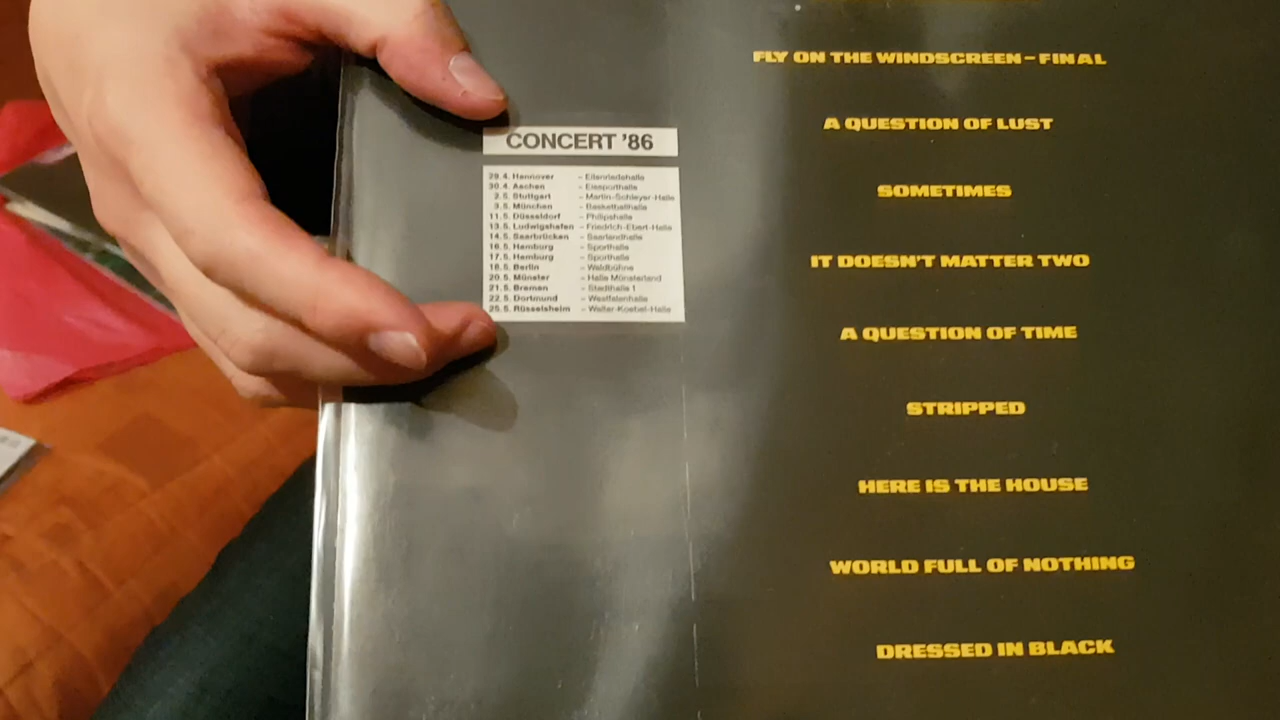 CONCERT '86
29.4. Hannover – Eilenriedehalle
30.4. Aachen – Eissporthalle
2.5. Stuttgart – Martin-Schleyer-Halle
3.5. München – Basketballhalle
11.5. Düsseldorf – Philipshalle
13.5. Ludwigshafen – Friedrich-Ebert-Halle
14.5. Saarbrücken – Saarlandhalle
16.5. Hamburg – Sporthalle
17.5. Hamburg – Sporthalle
18.5. Berlin – Waldbühne
20.5. Münster – Halle Münsterland
21.5. Bremen – Stadthalle 1
22.5. Dortmund – Westfalenhalle
25.5. Rüsselsheim – Walter-Koebel-Halle
FLY ON THE WINDSCREEN – FINAL
A QUESTION OF LUST
SOMETIMES
IT DOESN'T MATTER TWO
A QUESTION OF TIME
STRIPPED
HERE IS THE HOUSE
WORLD FULL OF NOTHING
DRESSED IN BLACK